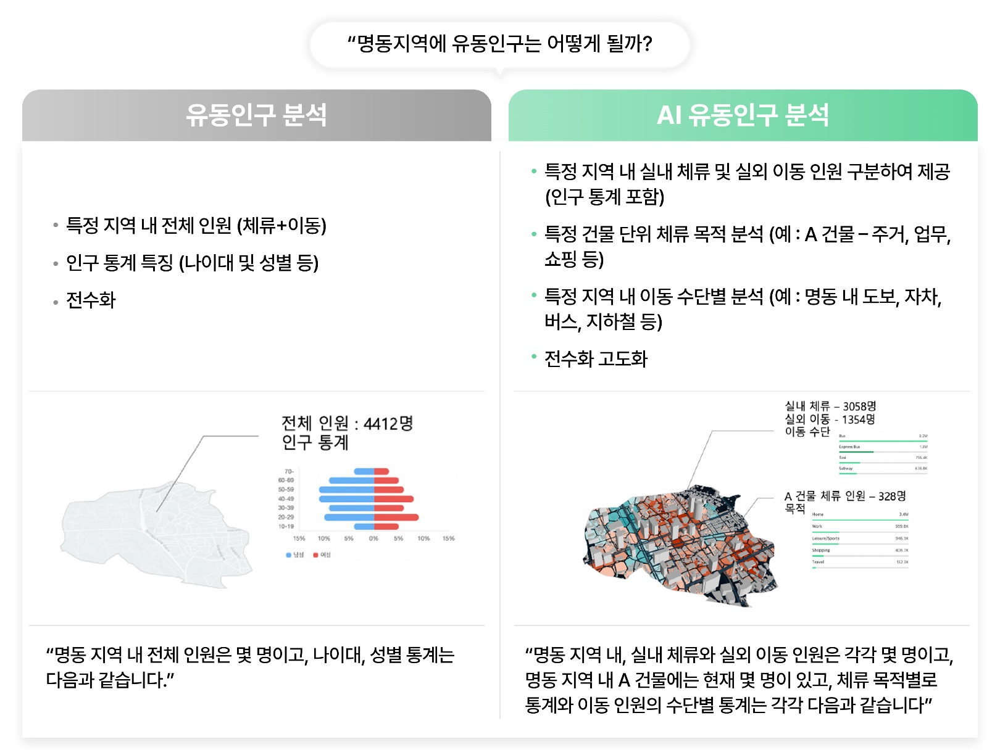 “명동지역에 유동인구는 어떻게 될까?
유동인구 분석
• 특정 지역 내 전체 인원 (체류+이동)
• 인구 통계 특징 (나이대 및 성별 등)
• 전수화
전체 인원 : 4412명
인구 통계
70-
60-69
50-59
40-49
30-39
20-29
10-19
15% 10% 5% 0% 5% 10% 15%
남성 여성
“명동 지역 내 전체 인원은 몇 명이고, 나이대, 성별 통계는
다음과 같습니다.”
AI 유동인구 분석
• 특정 지역 내 실내 체류 및 실외 이동 인원 구분하여 제공
(인구 통계 포함)
• 특정 건물 단위 체류 목적 분석 (예 : A 건물 – 주거, 업무,
쇼핑 등)
• 특정 지역 내 이동 수단별 분석 (예 : 명동 내 도보, 자차,
버스, 지하철 등)
• 전수화 고도화
실내 체류 – 3058명
실외 이동 - 1354명
이동 수단
Bus 3.2M
Express Bus 1.3M
Taxi 756.4K
Subway 636.8K
A 건물 체류 인원 – 328명
목적
Home 3.4M
Work 969.6K
Leisure/Sports 946.3K
Shopping 406.7K
Travel 132.3K
“명동 지역 내, 실내 체류와 실외 이동 인원은 각각 몇 명이고,
명동 지역 내 A 건물에는 현재 몇 명이 있고, 체류 목적별로
통계와 이동 인원의 수단별 통계는 각각 다음과 같습니다”